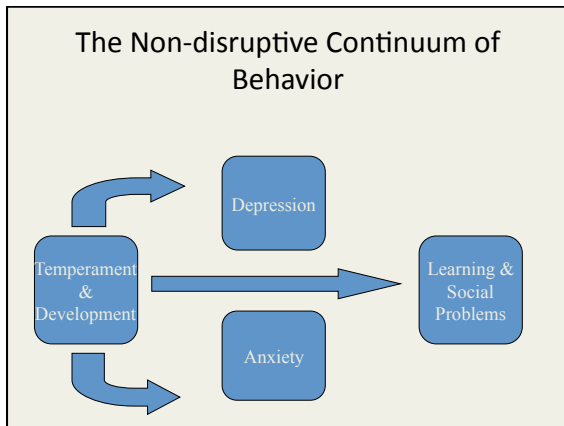 The Non-disruptive Continuum of
Behavior
Depression
Temperament
&
Development
Learning &
Social
Problems
Anxiety